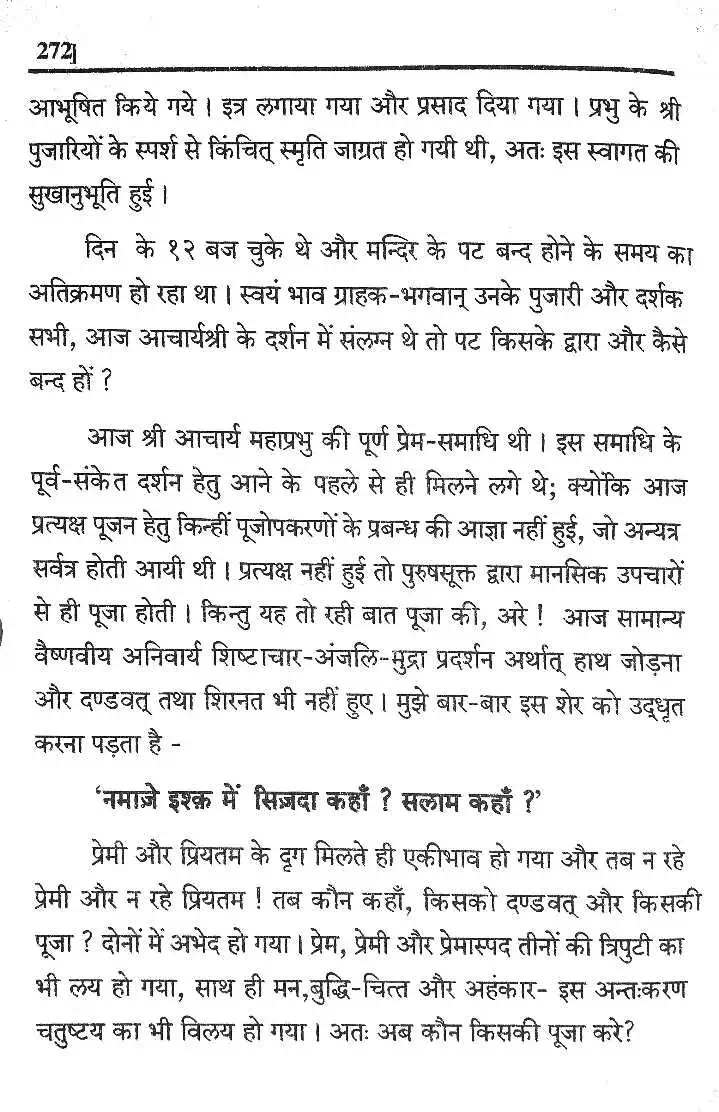 272]
आभूषित किये गये । इत्र लगाया गया और प्रसाद दिया गया । प्रभु के श्री
पुजारियों के स्पर्श से किंचित् स्मृति जाग्रत हो गयी थी, अतः इस स्वागत की
सुखानुभूति हुई ।
दिन के १२ बज चुके थे और मन्दिर के पट बन्द होने के समय का
अतिक्रमण हो रहा था । स्वयं भाव ग्राहक-भगवान् उनके पुजारी और दर्शक
सभी, आज आचार्यश्री के दर्शन में संलग्न थे तो पट किसके द्वारा और कैसे
बन्द हों ?
आज श्री आचार्य महाप्रभु की पूर्ण प्रेम-समाधि थी । इस समाधि के
पूर्व-संकेत दर्शन हेतु आने के पहले से ही मिलने लगे थे; क्योंकि आज
प्रत्यक्ष पूजन हेतु किन्हीं पूजोपकरणों के प्रबन्ध की आज्ञा नहीं हुई, जो अन्यत्र
सर्वत्र होती आयी थी । प्रत्यक्ष नहीं हुई तो पुरुषसूक्त द्वारा मानसिक उपचारों
से ही पूजा होती । किन्तु यह तो रही बात पूजा की, अरे ! आज सामान्य
वैष्णवीय अनिवार्य शिष्टाचार-अंजलि-मुद्रा प्रदर्शन अर्थात् हाथ जोड़ना
और दण्डवत् तथा शिरनत भी नहीं हुए । मुझे बार-बार इस शेर को उद्धृत
करना पड़ता है -
‘नमाज़े इश्क़ में सिज़दा कहाँ ? सलाम कहाँ ?’
प्रेमी और प्रियतम के दृग मिलते ही एकीभाव हो गया और तब न रहे
प्रेमी और न रहे प्रियतम ! तब कौन कहाँ, किसको दण्डवत् और किसकी
पूजा ? दोनों में अभेद हो गया । प्रेम, प्रेमी और प्रेमास्पद तीनों की त्रिपुटी का
भी लय हो गया, साथ ही मन,बुद्धि-चित्त और अहंकार- इस अन्तःकरण
चतुष्टय का भी विलय हो गया । अतः अब कौन किसकी पूजा करे?